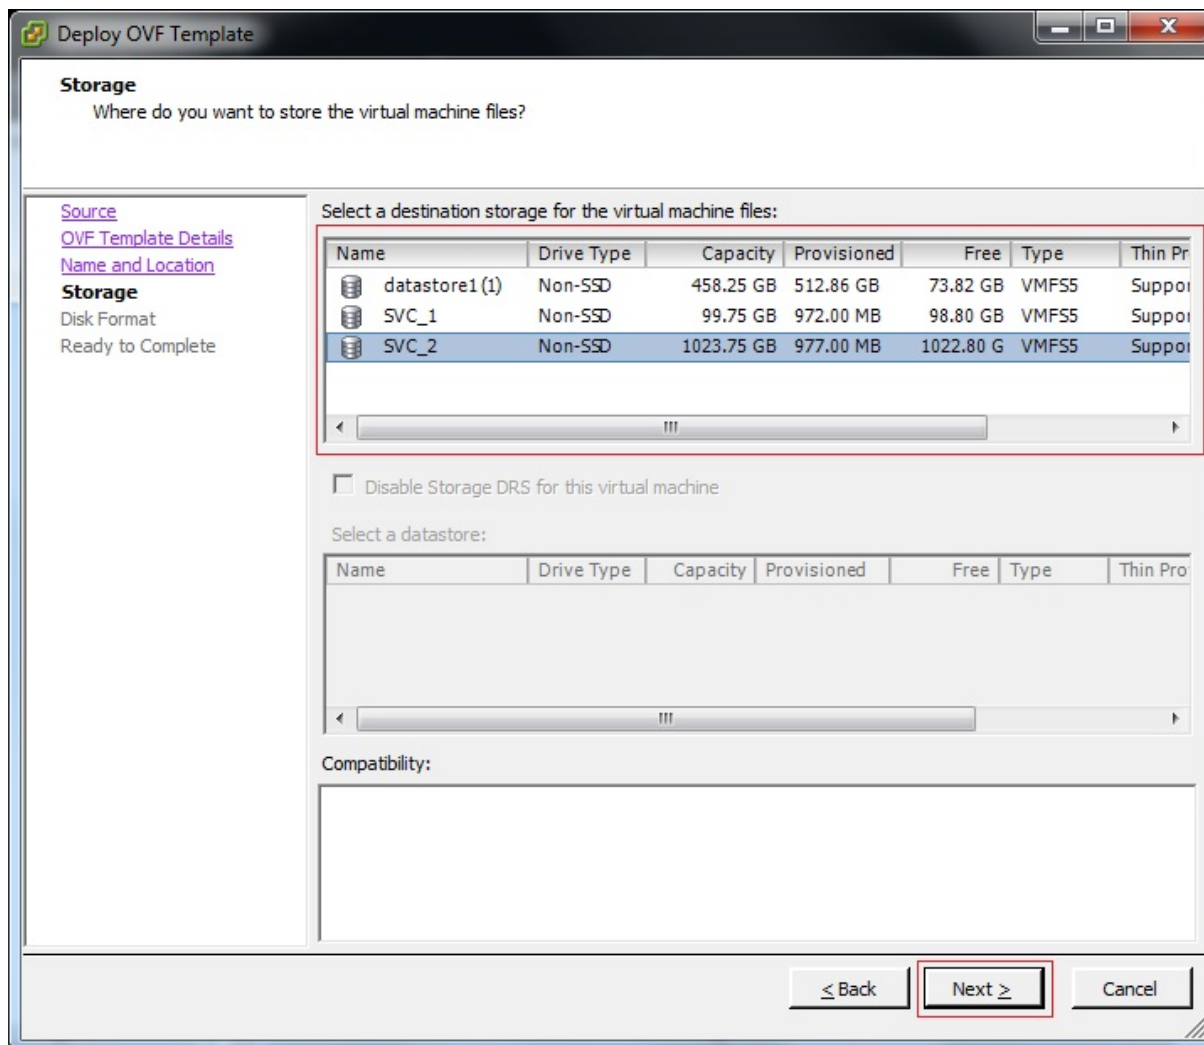 Deploy OVF Template
Storage
Where do you want to store the virtual machine files?
Source
OVF Template Details
Name and Location
Storage
Disk Format
Ready to Complete
Select a destination storage for the virtual machine files:
Name Drive Type Capacity Provisioned Free Type Thin Pr
datastore1 (1) Non-SSD 458.25 GB 512.86 GB 73.82 GB VMFS5 Suppor
SVC_1 Non-SSD 99.75 GB 972.00 MB 98.80 GB VMFS5 Suppor
SVC_2 Non-SSD 1023.75 GB 977.00 MB 1022.80 G VMFS5 Suppor
Disable Storage DRS for this virtual machine
Select a datastore:
Name Drive Type Capacity Provisioned Free Type Thin Pro
Compatibility:
< Back Next > Cancel